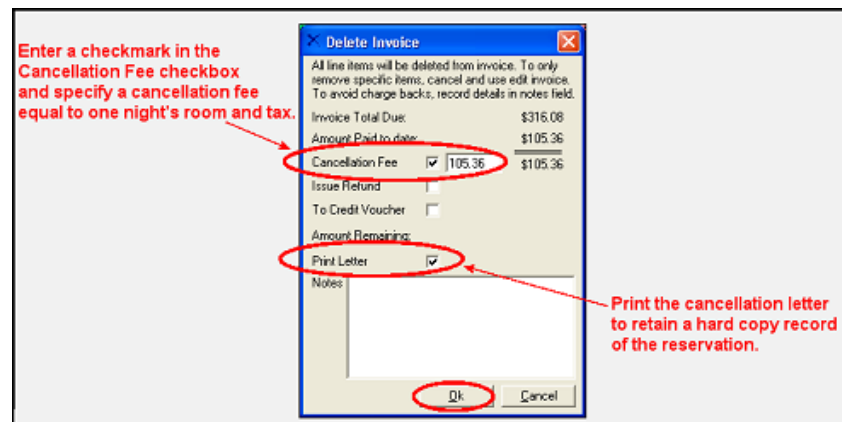 Enter a checkmark in the
Cancellation Fee checkbox
and specify a cancellation fee
equal to one night's room and tax.
Delete Invoice
All line items will be deleted from invoice. To only
remove specific items, cancel and use edit invoice.
To avoid charge backs, record details in notes field.
Invoice Total Due: $316.08
Amount Paid to date: $105.36
Cancellation Fee 105.36 $105.36
Issue Refund
To Credit Voucher
Amount Remaining:
Print Letter
Notes
Print the cancellation letter
to retain a hard copy record
of the reservation.
Ok Cancel